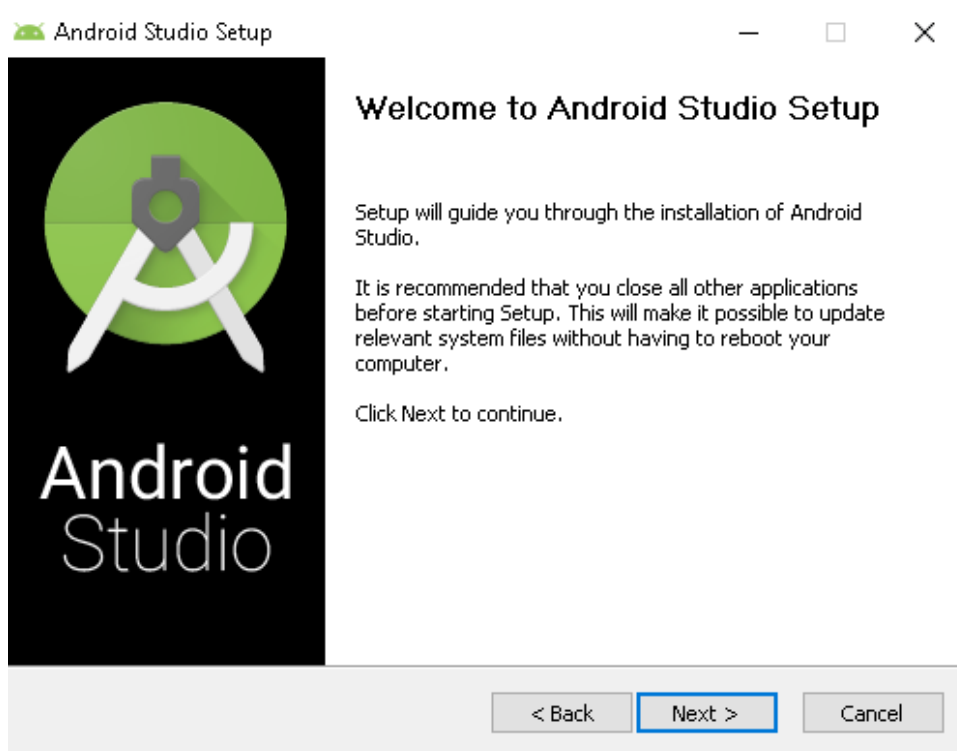 Android Studio Setup
Welcome to Android Studio Setup
Setup will guide you through the installation of Android
Studio.
It is recommended that you close all other applications
before starting Setup. This will make it possible to update
relevant system files without having to reboot your
computer.
Click Next to continue.
Android
Studio
< Back
Next >
Cancel